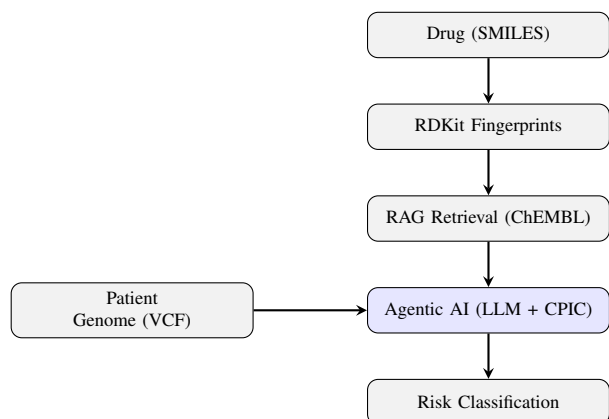 Drug (SMILES)
RDKit Fingerprints
RAG Retrieval (ChEMBL)
Patient
Genome (VCF)
Agentic AI (LLM + CPIC)
Risk Classification